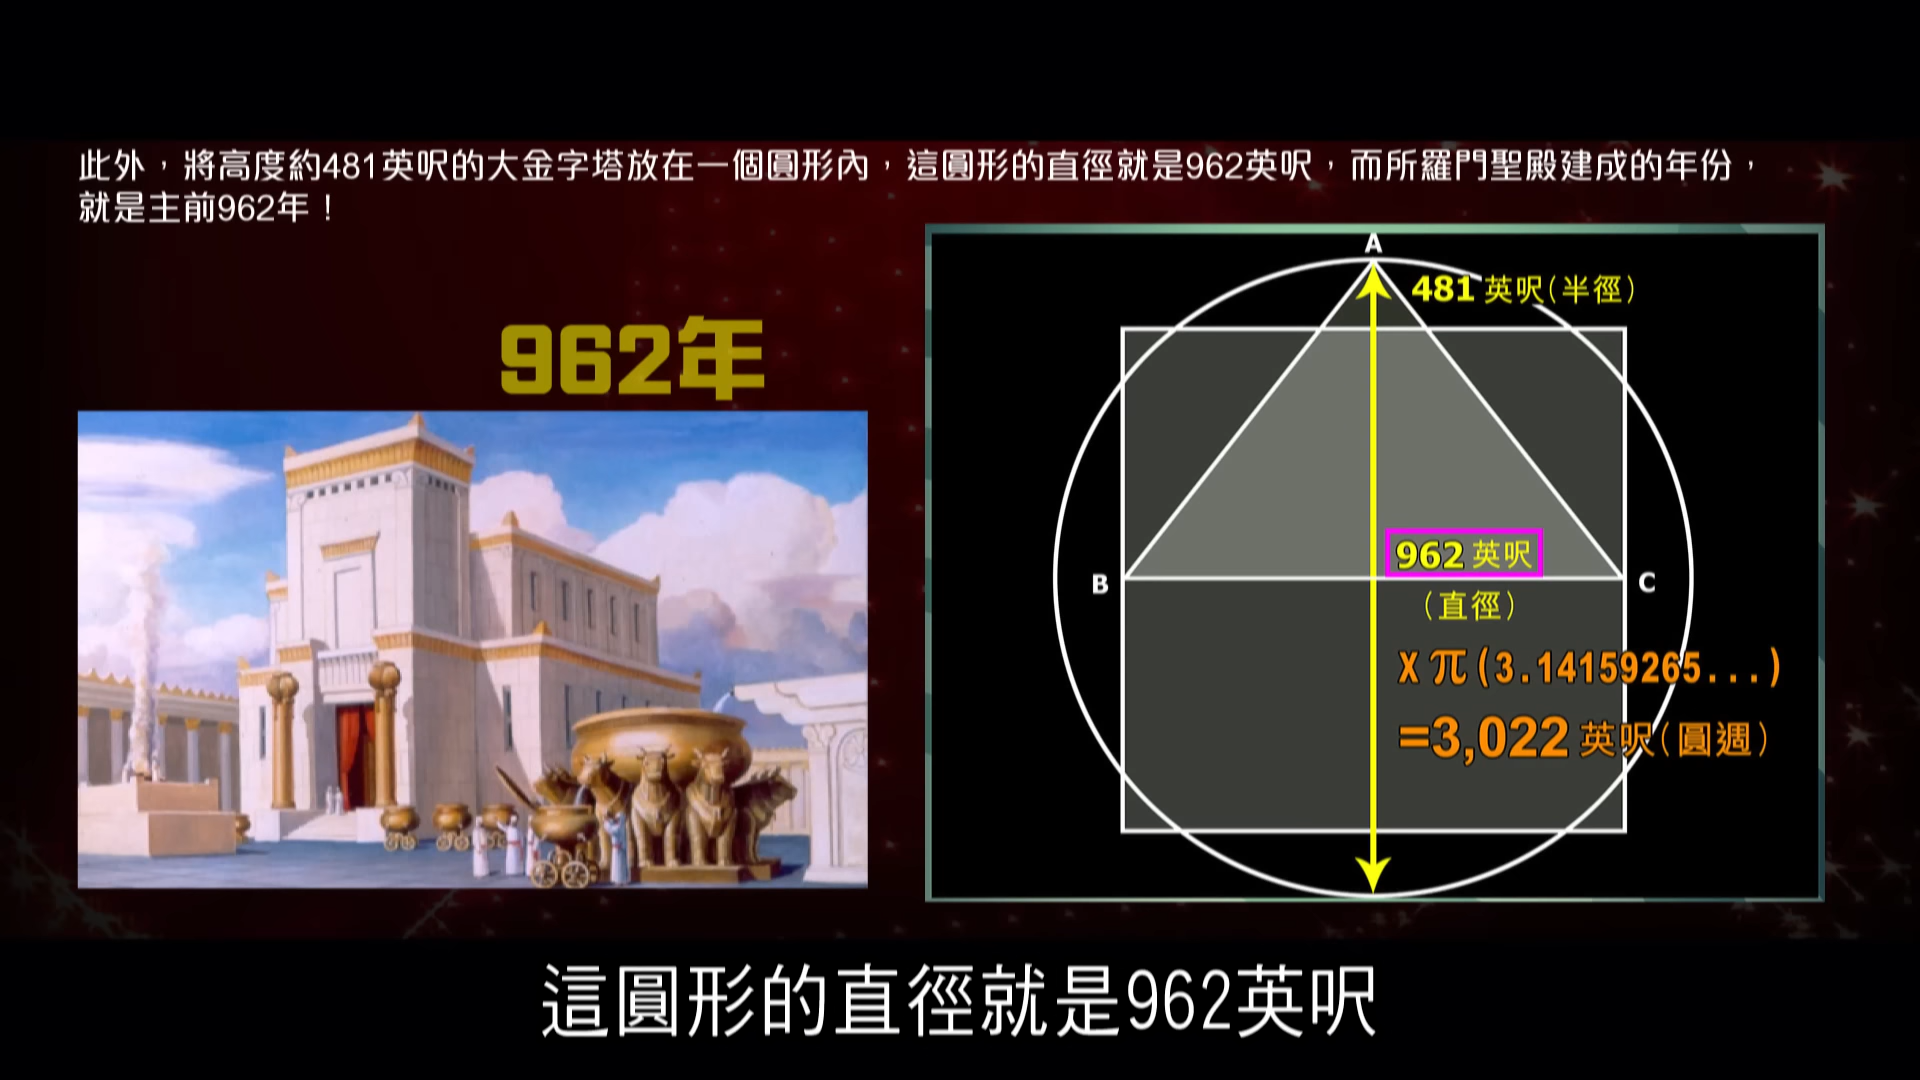 此外，將高度約481英呎的大金字塔放在一個圓形內，這圓形的直徑就是962英呎，而所羅門聖殿建成的年份，
就是主前962年！
962年
A
481 英呎(半徑)
B
962 英呎
C
(直徑)
X π(3.14159265...)
=3,022 英呎(圓週)
這圓形的直徑就是962英呎